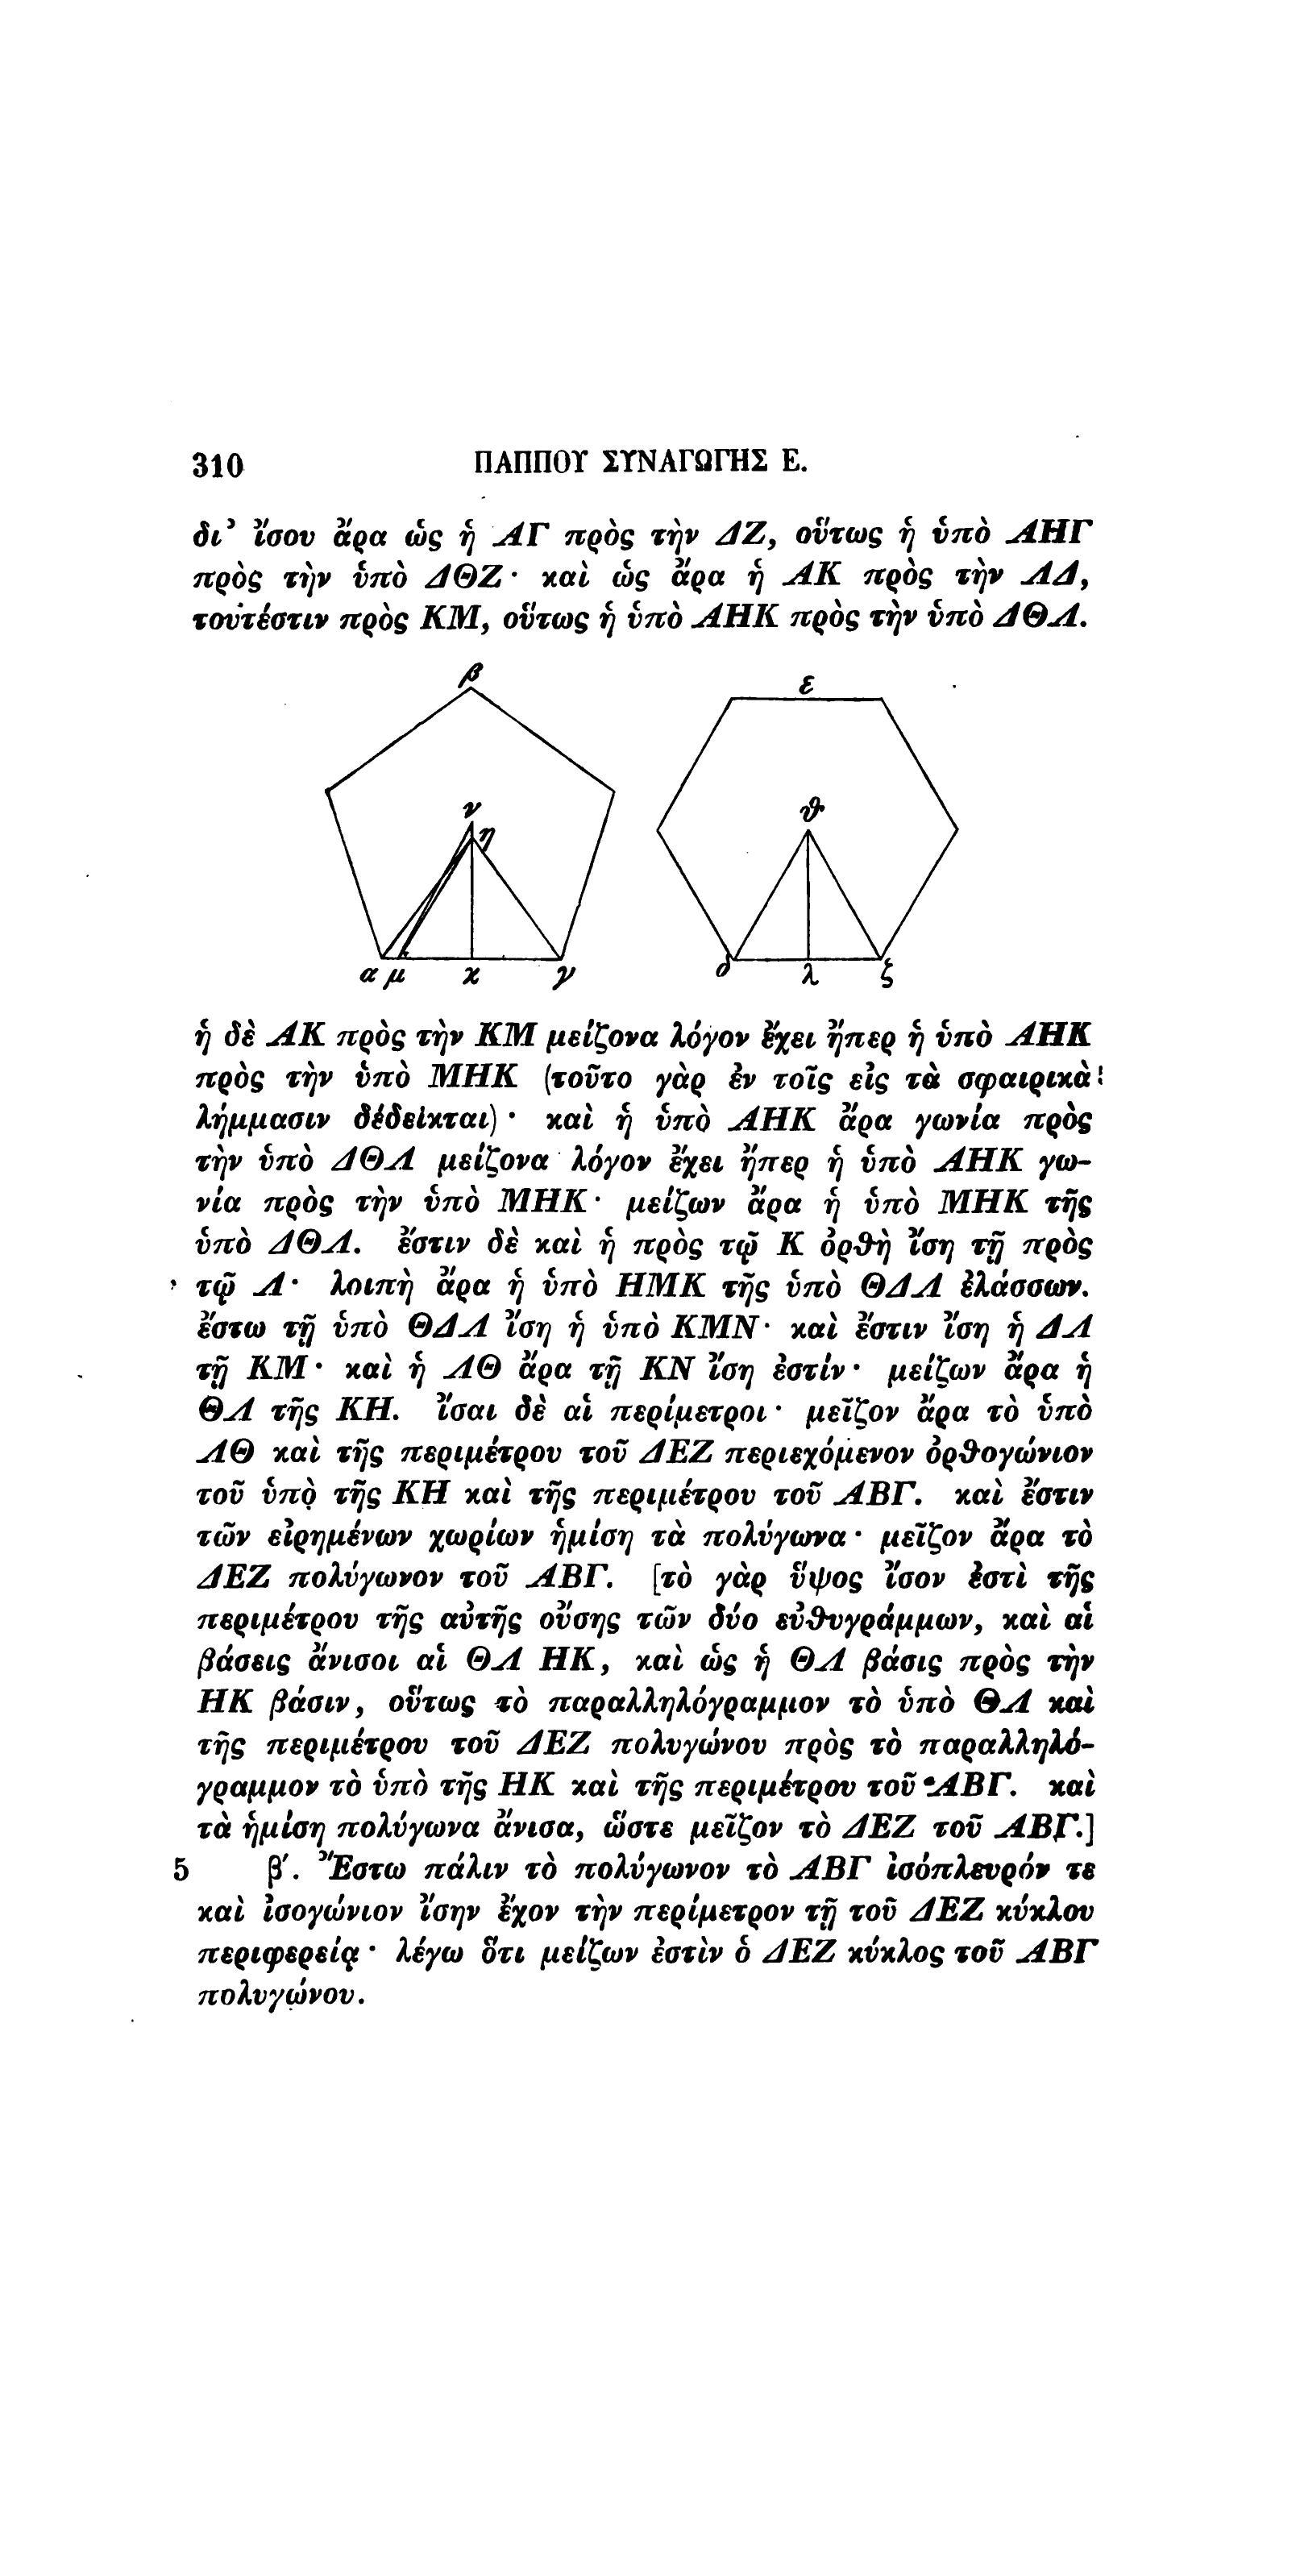 310 ΠΑΠΠΟΥ ΣΥΝΑΓΩΓΗΣ Ε.
δι’ ἴσου ἄρα ὡς ἡ ΑΓ πρὸς τὴν ΔΖ, οὕτως ἡ ὑπὸ ΑΗΓ
πρὸς τὴν ὑπὸ ΔΘΖ· καὶ ὡς ἄρα ἡ ΑΚ πρὸς τὴν ΛΔ,
τουτέστιν πρὸς ΚΜ, οὕτως ἡ ὑπὸ ΑΗΚ πρὸς τὴν ὑπὸ ΔΘΛ.
β ε
ν ϑ
η
α μ κ γ δ λ ζ
ἡ δὲ ΑΚ πρὸς τὴν ΚΜ μείζονα λόγον ἔχει ἤπερ ἡ ὑπὸ ΑΗΚ
πρὸς τὴν ὑπὸ ΜΗΚ (τοῦτο γὰρ ἐν τοῖς εἰς τὰ σφαιρικὰ
λήμμασιν δέδεικται)· καὶ ἡ ὑπὸ ΑΗΚ ἄρα γωνία πρὸς
τὴν ὑπὸ ΔΘΛ μείζονα λόγον ἔχει ἤπερ ἡ ὑπὸ ΑΗΚ γω-
νία πρὸς τὴν ὑπὸ ΜΗΚ· μείζων ἄρα ἡ ὑπὸ ΜΗΚ τῆς
ὑπὸ ΔΘΛ. ἔστιν δὲ καὶ ἡ πρὸς τῷ Κ ὀρϑὴ ἴση τῇ πρὸς
τῷ Λ· λοιπὴ ἄρα ἡ ὑπὸ ΗΜΚ τῆς ὑπὸ ΘΔΛ ἐλάσσων.
ἔστω τῇ ὑπὸ ΘΔΛ ἴση ἡ ὑπὸ ΚΜΝ· καὶ ἔστιν ἴση ἡ ΔΛ
τῇ ΚΜ· καὶ ἡ ΛΘ ἄρα τῇ ΚΝ ἴση ἐστίν· μείζων ἄρα ἡ
ΘΛ τῆς ΚΗ. ἴσαι δὲ αἱ περίμετροι· μεῖζον ἄρα τὸ ὑπὸ
ΛΘ καὶ τῆς περιμέτρου τοῦ ΔΕΖ περιεχόμενον ὀρϑογώνιον
τοῦ ὑπὸ τῆς ΚΗ καὶ τῆς περιμέτρου τοῦ ΑΒΓ. καὶ ἔστιν
τῶν εἰρημένων χωρίων ἡμίση τὰ πολύγωνα· μεῖζον ἄρα τὸ
ΔΕΖ πολύγωνον τοῦ ΑΒΓ. [τὸ γὰρ ὕψος ἴσον ἐστὶ τῆς
περιμέτρου τῆς αὐτῆς οὔσης τῶν δύο εὐϑυγράμμων, καὶ αἱ
βάσεις ἄνισοι αἱ ΘΛ ΗΚ, καὶ ὡς ἡ ΘΛ βάσις πρὸς τὴν
ΗΚ βάσιν, οὕτως τὸ παραλληλόγραμμον τὸ ὑπὸ ΘΛ καὶ
τῆς περιμέτρου τοῦ ΔΕΖ πολυγώνου πρὸς τὸ παραλληλό-
γραμμον τὸ ὑπὸ τῆς ΗΚ καὶ τῆς περιμέτρου τοῦ ΑΒΓ. καὶ
τὰ ἡμίση πολύγωνα ἄνισα, ὥστε μεῖζον τὸ ΔΕΖ τοῦ ΑΒΓ.]
5 β′. Ἔστω πάλιν τὸ πολύγωνον τὸ ΑΒΓ ἰσόπλευρόν τε
καὶ ἰσογώνιον ἴσην ἔχον τὴν περίμετρον τῇ τοῦ ΔΕΖ κύκλου
περιφερείᾳ· λέγω ὅτι μείζων ἐστὶν ὁ ΔΕΖ κύκλος τοῦ ΑΒΓ
πολυγώνου.